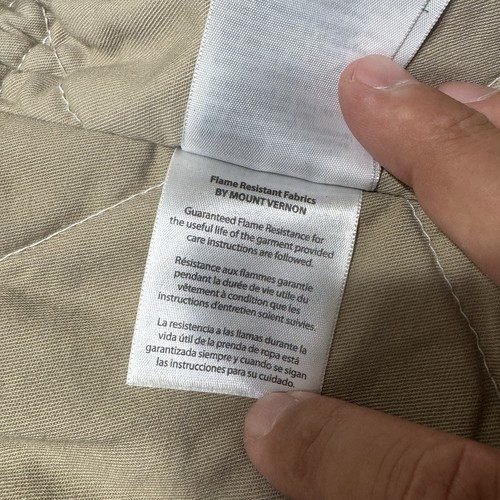 Flame Resistant Fabrics
BY MOUNT VERNON
Guaranteed Flame Resistance for
the useful life of the garment provided
care instructions are followed.
Résistance aux flammes garantie
pendant la durée de vie utile du
vêtement à condition que les
instructions d'entretien soient suivies.
La resistencia a las llamas durante la
vida útil de la prenda de ropa está
garantizada siempre y cuando se sigan
las instrucciones para su cuidado.